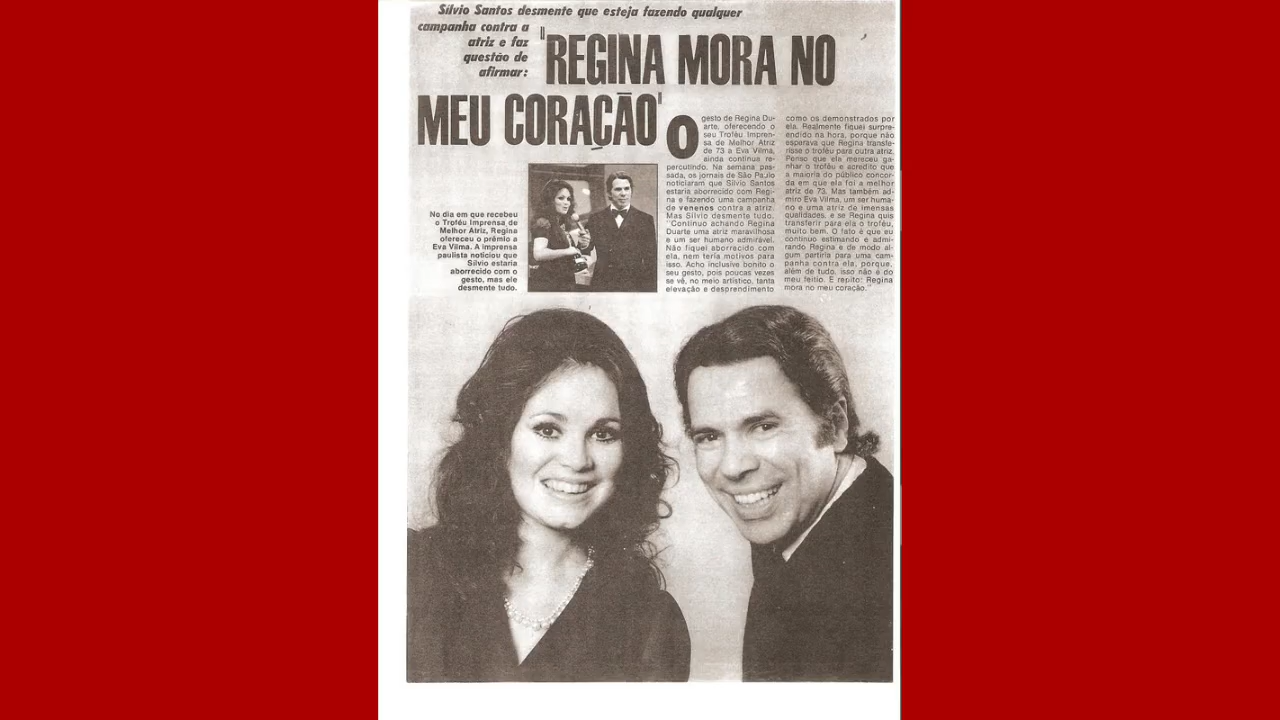 Silvio Santos desmente que esteja fazendo qualquer
campanha contra a
atriz e faz
questão de
afirmar:
"REGINA MORA NO
MEU CORAÇÃO"
No dia em que recebeu
o Troféu Imprensa de
Melhor Atriz, Regina
ofereceu o prêmio a
Eva Vilma. A imprensa
paulista noticiou que
Silvio estaria
aborrecido com o
gesto, mas ele
desmente tudo.
O gesto de Regina Du-
arte, oferecendo o
seu Troféu Impren-
sa de Melhor Atriz
de 73 a Eva Vilma,
ainda continua re-
percutindo. Na semana pas-
sada, os jornais de São Paulo
noticiaram que Silvio Santos
estaria aborrecido com Regi-
na e fazendo uma campanha
de venenos contra a atriz.
Mas Silvio desmente tudo.
"Continuo achando Regina
Duarte uma atriz maravilhosa
e um ser humano admirável.
Não fiquei aborrecido com
ela, nem teria motivos para
isso. Acho inclusive bonito o
seu gesto, pois poucas vezes
se vê, no meio artístico, tanta
elevação e desprendimento
como os demonstrados por
ela. Realmente fiquei surpre-
endido na hora, porque não
esperava que Regina transfe-
risse o troféu para outra atriz.
Penso que ela mereceu ga-
nhar o troféu e acredito que
a maioria do público concor-
da em que ela foi a melhor
atriz de 73. Mas também ad-
miro Eva Vilma, um ser huma-
no e uma atriz de imensas
qualidades, e se Regina quis
transferir para ela o troféu,
muito bem. O fato é que eu
continuo estimando e admi-
rando Regina e de modo al-
gum partiria para uma cam-
panha contra ela, porque,
além de tudo, isso não é do
meu feitio. E repito: Regina
mora no meu coração."